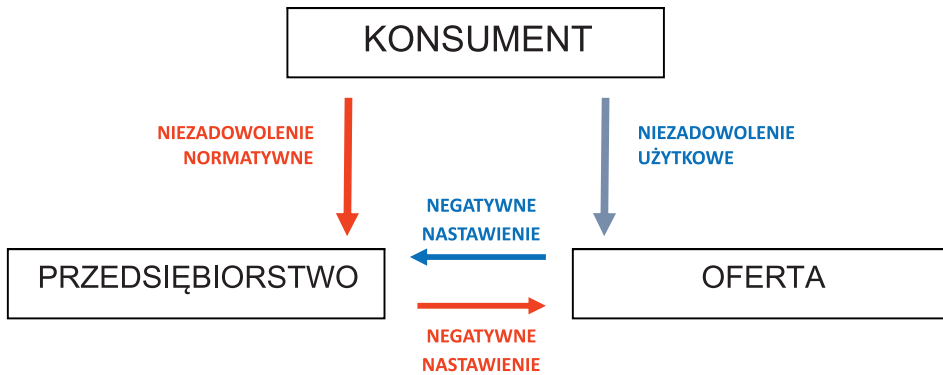 KONSUMENT
NIEZADOWOLENIE
NORMATYWNE
NIEZADOWOLENIE
UŻYTKOWE
NEGATYWNE
NASTAWIENIE
PRZEDSIĘBIORSTWO
OFERTA
NEGATYWNE
NASTAWIENIE